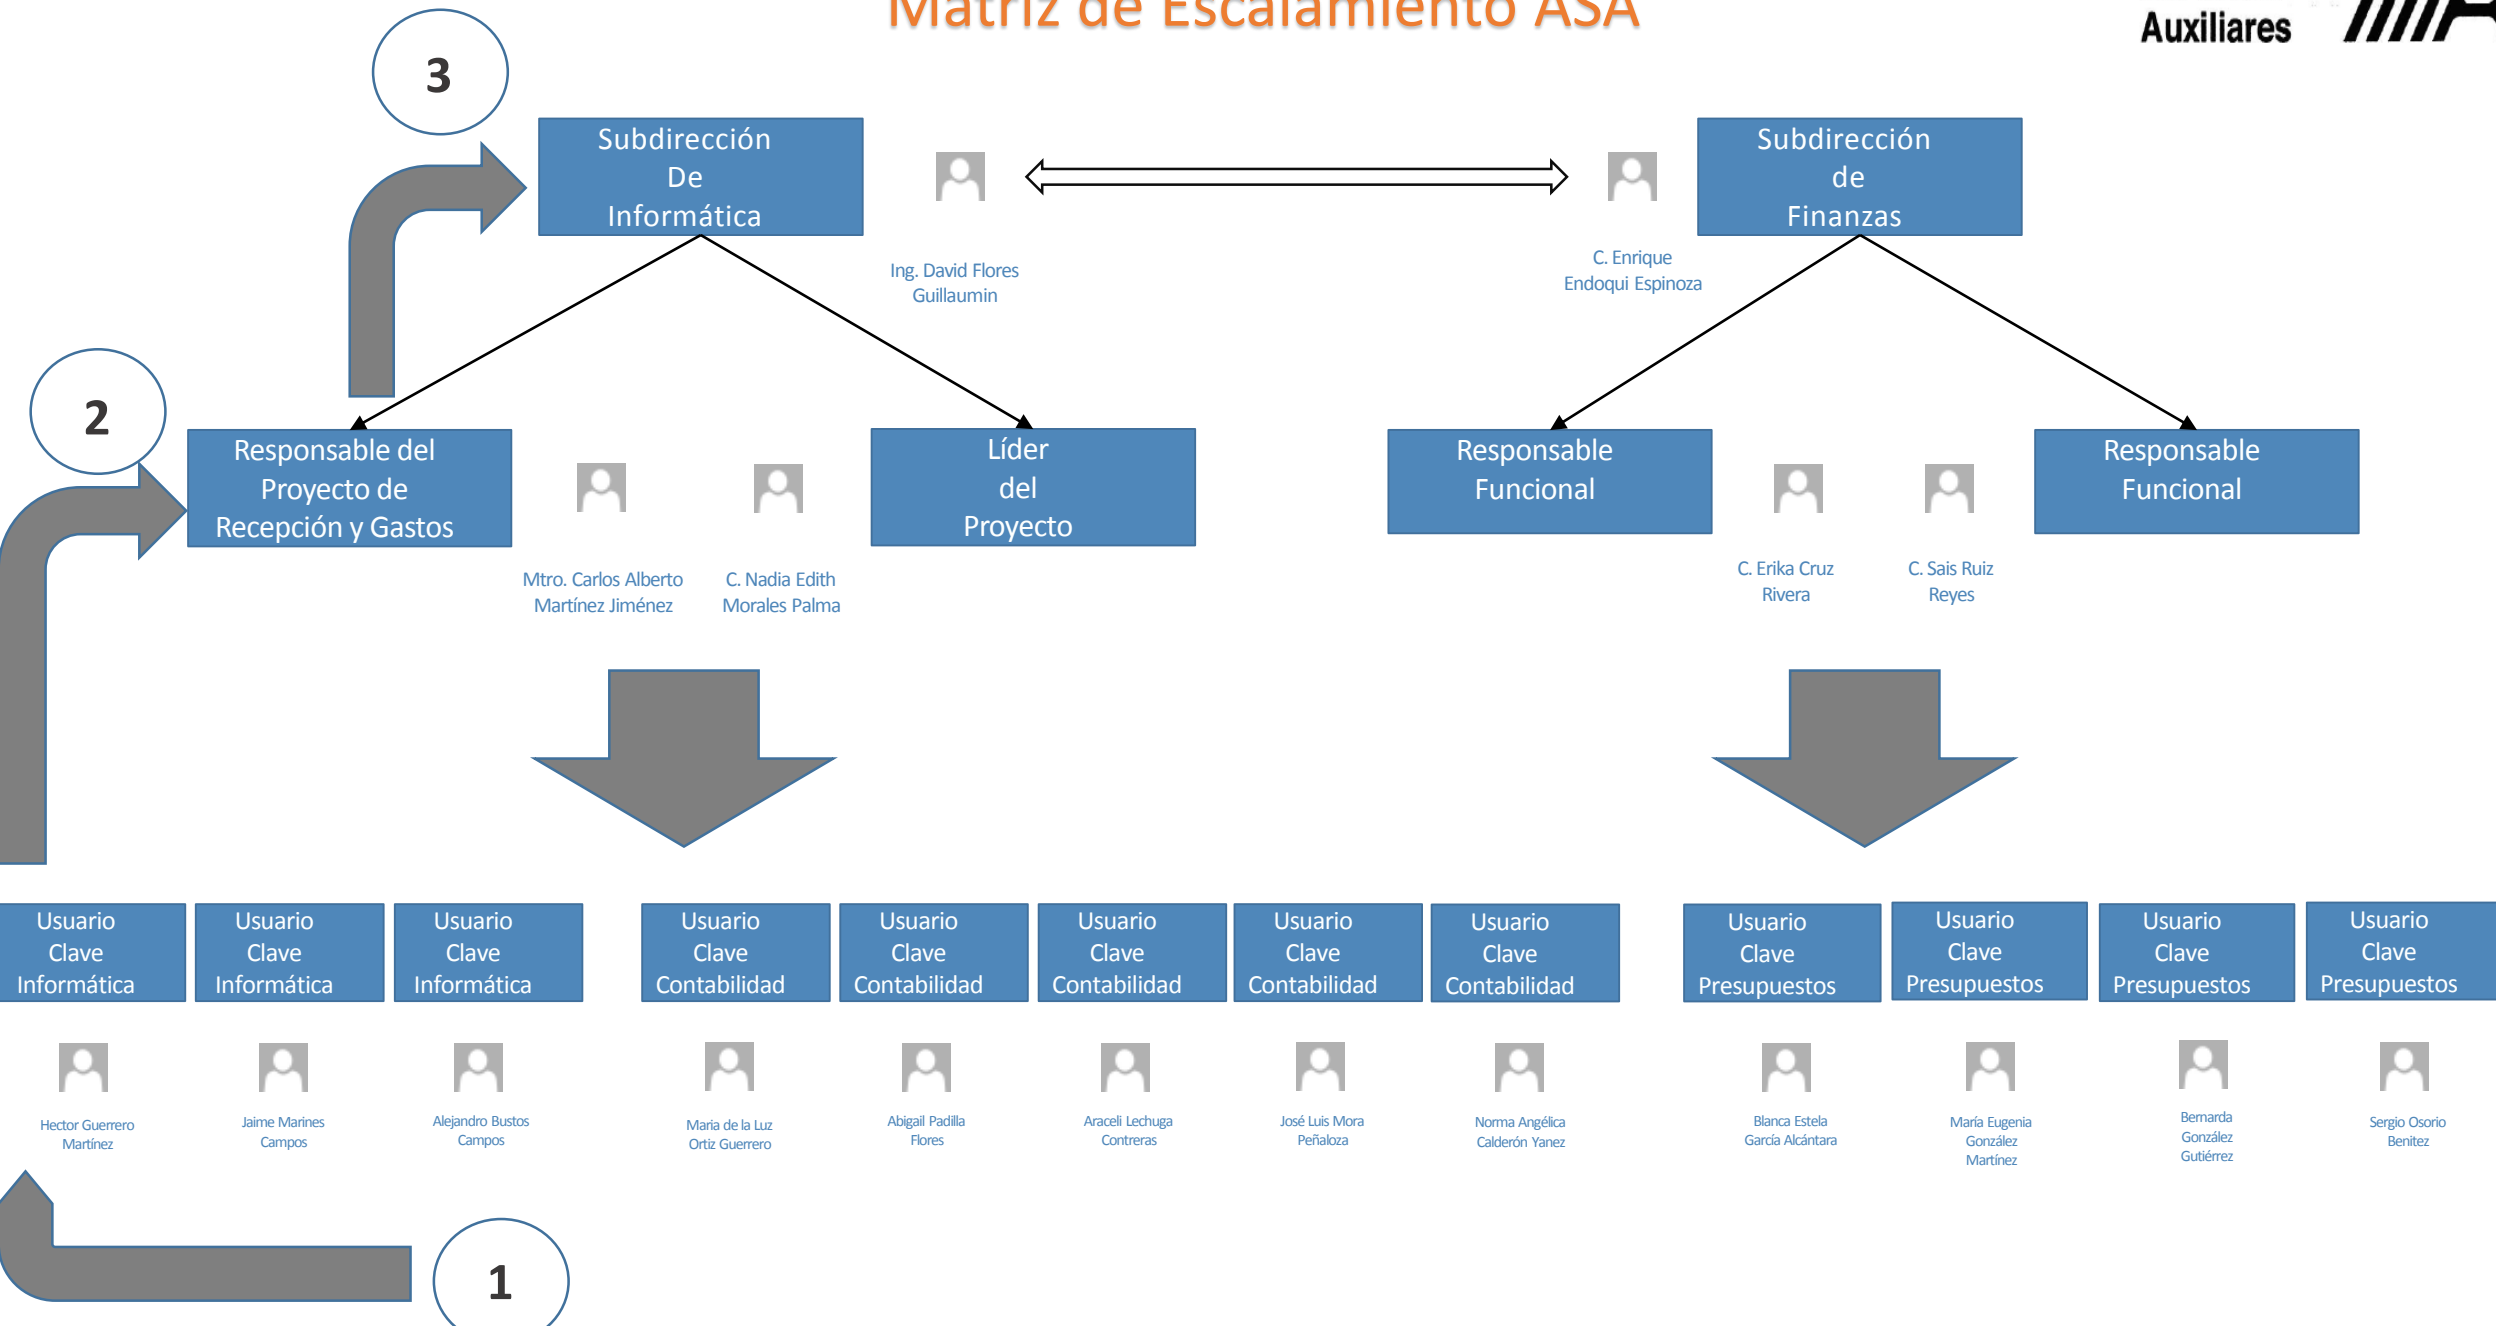 Matriz de Escalamiento ASA
Auxiliares
3
Subdirección
De
Informática
Subdirección
de
Finanzas
Ing. David Flores
Guillaumin
C. Enrique
Endoqui Espinoza
2
Responsable del
Proyecto de
Recepción y Gastos
Líder
del
Proyecto
Responsable
Funcional
Responsable
Funcional
Mtro. Carlos Alberto
Martínez Jiménez
C. Nadia Edith
Morales Palma
C. Erika Cruz
Rivera
C. Sais Ruiz
Reyes
Usuario
Clave
Informática
Usuario
Clave
Informática
Usuario
Clave
Informática
Usuario
Clave
Contabilidad
Usuario
Clave
Contabilidad
Usuario
Clave
Contabilidad
Usuario
Clave
Contabilidad
Usuario
Clave
Contabilidad
Usuario
Clave
Presupuestos
Usuario
Clave
Presupuestos
Usuario
Clave
Presupuestos
Usuario
Clave
Presupuestos
Hector Guerrero
Martínez
Jaime Marines
Campos
Alejandro Bustos
Campos
Maria de la Luz
Ortiz Guerrero
Abigail Padilla
Flores
Araceli Lechuga
Contreras
José Luis Mora
Peñaloza
Norma Angélica
Calderón Yanez
Blanca Estela
García Alcántara
María Eugenia
González
Martínez
Bernarda
González
Gutiérrez
Sergio Osorio
Benitez
1